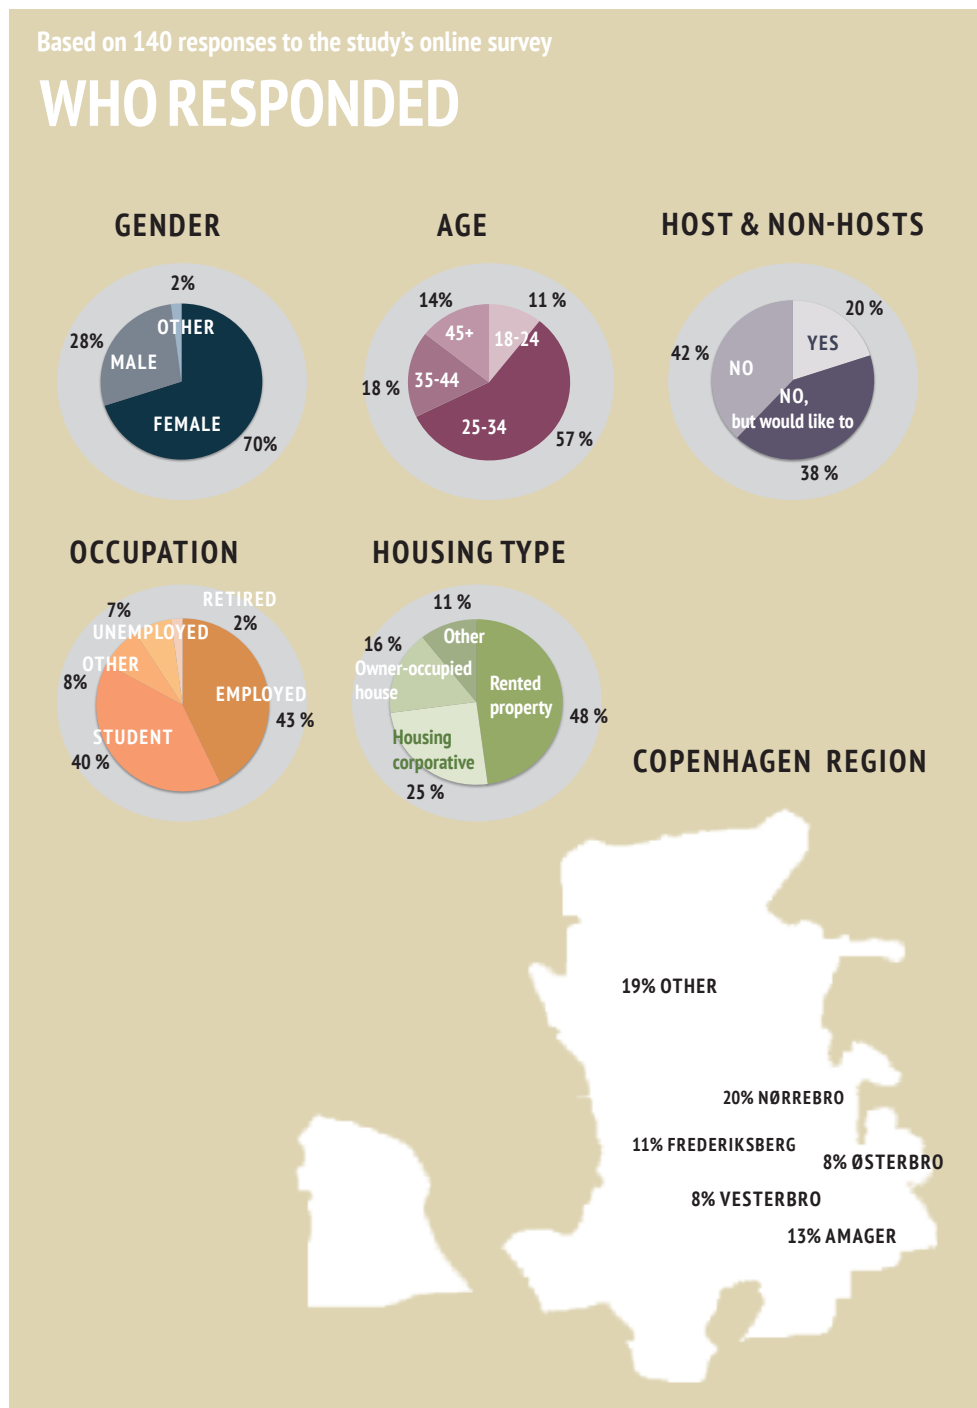 Based on 140 responses to the study's online survey
WHO RESPONDED
GENDER
2%
OTHER
28%
MALE
FEMALE
70%
AGE
14%
11 %
45+
18-24
18 %
35-44
25-34
57 %
HOST & NON-HOSTS
20 %
YES
42 %
NO
NO,
but would like to
38 %
OCCUPATION
RETIRED
7%
2%
UNEMPLOYED
OTHER
8%
EMPLOYED
43 %
STUDENT
40 %
HOUSING TYPE
11 %
Other
16 %
Owner-occupied
house
Rented
property
48 %
Housing
corporative
25 %
COPENHAGEN REGION
19% OTHER
20% NØRREBRO
11% FREDERIKSBERG
8% ØSTERBRO
8% VESTERBRO
13% AMAGER